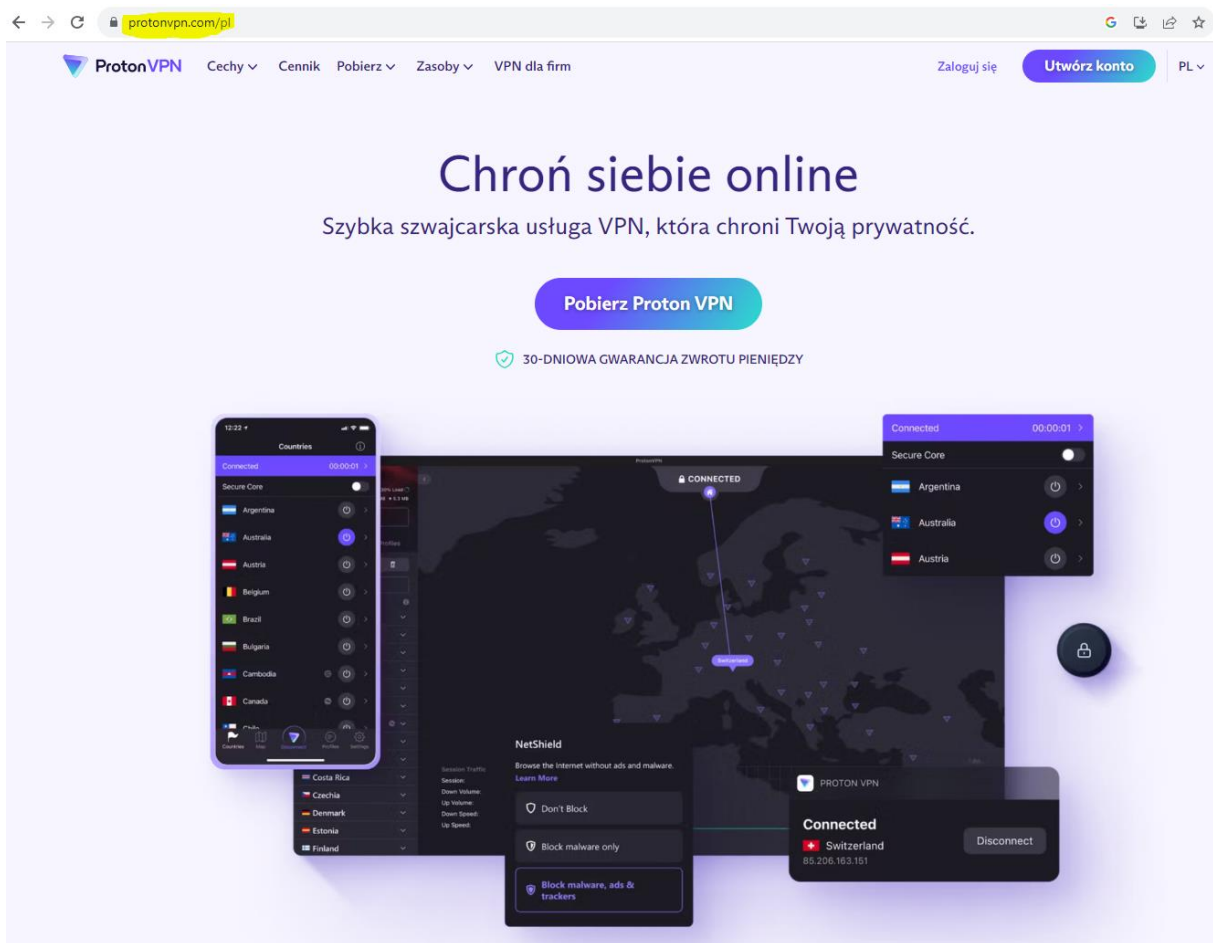 protonvpn.com/pl
Proton VPN Cechy Cennik Pobierz Zasoby VPN dla firm Zaloguj się Utwórz konto PL
Chroń siebie online
Szybka szwajcarska usługa VPN, która chroni Twoją prywatność.
Pobierz Proton VPN
30-DNIOWA GWARANCJA ZWROTU PIENIĘDZY
12:22
Countries
Connected 00:00:01
Secure Core
Argentina
Australia
Austria
Belgium
Brazil
Bulgaria
Cambodia
Canada
Chile
Countries Map Disconnect Profiles Settings
Costa Rica
Czechia
Denmark
Estonia
Finland
ProtonVPN
CONNECTED
Switzerland
Session Traffic
Session:
Down Volume:
Up Volume:
Down Speed:
Up Speed:
NetShield
Browse the Internet without ads and malware.
Learn More
Don't Block
Block malware only
Block malware, ads &
trackers
Connected 00:00:01
Secure Core
Argentina
Australia
Austria
PROTON VPN
Connected
Switzerland
85.206.163.151
Disconnect